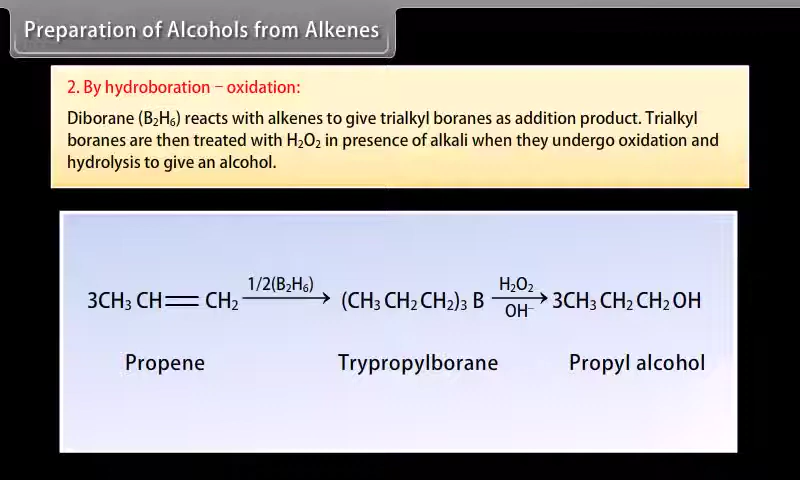 Preparation of Alcohols from Alkenes
2. By hydroboration – oxidation:
Diborane (B₂H₆) reacts with alkenes to give trialkyl boranes as addition product. Trialkyl
boranes are then treated with H₂O₂ in presence of alkali when they undergo oxidation and
hydrolysis to give an alcohol.
3CH₃ CH═CH₂ 1/2(B₂H₆)⟶ (CH₃ CH₂ CH₂)₃ B H₂O₂⟶OH⁻ 3CH₃ CH₂ CH₂ OH
Propene Trypropylborane Propyl alcohol